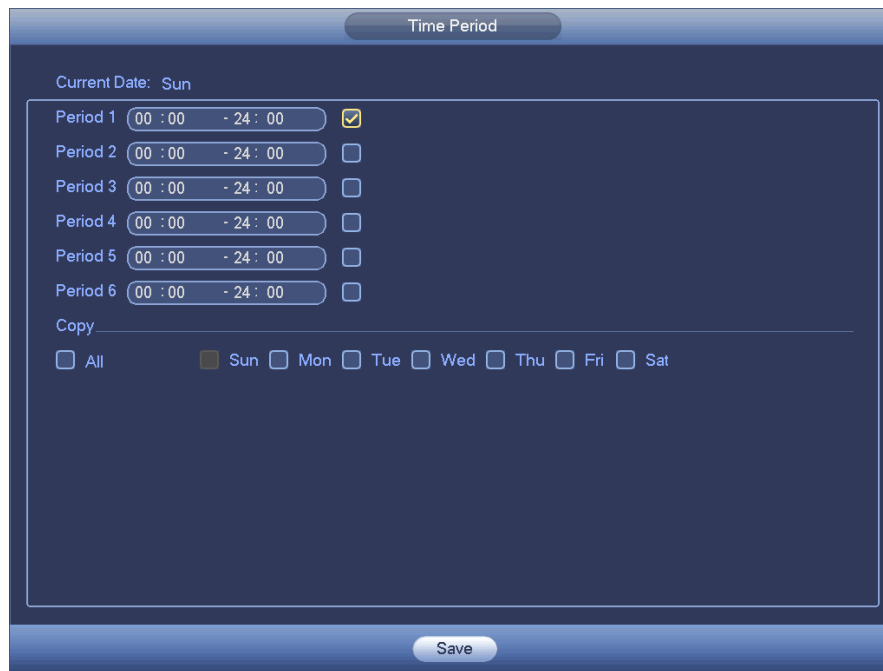 Time Period
Current Date: Sun
Period 1 00 :00 - 24 : 00
Period 2 00 :00 - 24 : 00
Period 3 00 :00 - 24 : 00
Period 4 00 :00 - 24 : 00
Period 5 00 :00 - 24 : 00
Period 6 00 :00 - 24 : 00
Copy
All Sun Mon Tue Wed Thu Fri Sat
Save